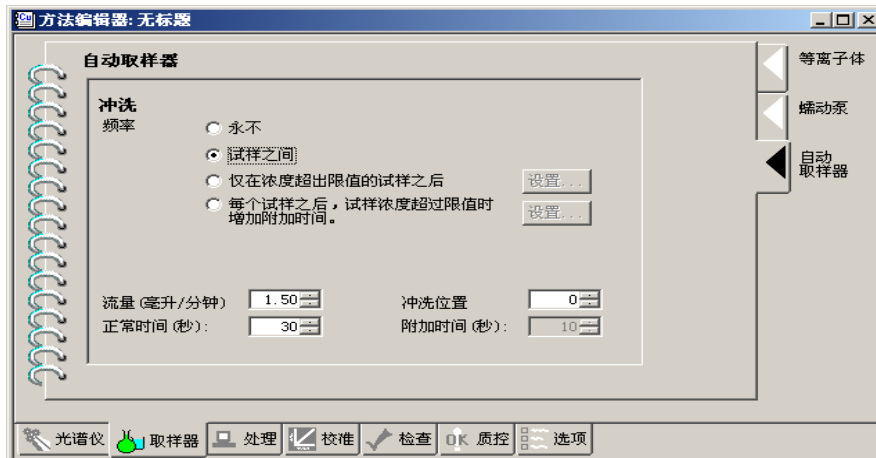 方法编辑器:无标题
自动取样器
等离子体
蠕动泵
自动
取样器
冲洗
频率
永不
试样之间
仅在浓度超出限值的试样之后
设置...
每个试样之后，试样浓度超过限值时
增加附加时间。
设置...
流量(毫升/分钟)
1.50
冲洗位置
0
正常时间(秒):
30
附加时间(秒):
10
光谱仪
取样器
处理
校准
检查
OK 质控
选项